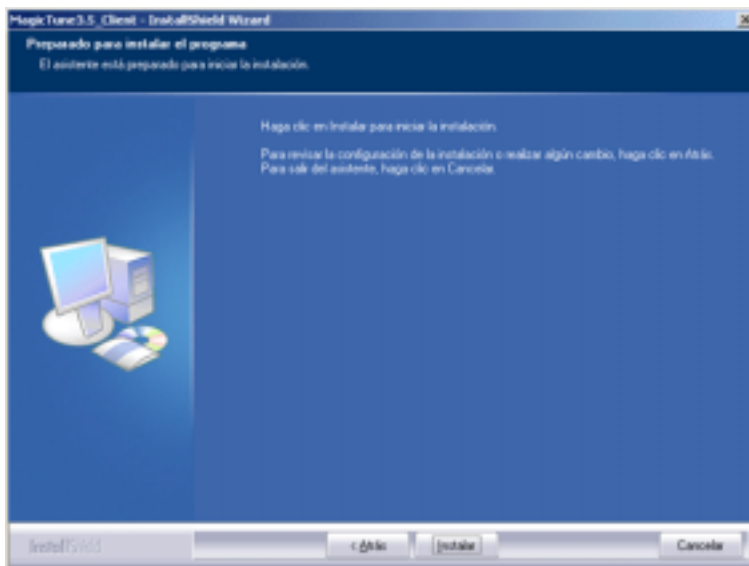 MagicTune3.5_Client - InstallShield Wizard
Preparado para instalar el programa
El asistente está preparado para iniciar la instalación.
Haga clic en Instalar para iniciar la instalación.
Para revisar la configuración de la instalación o realizar algún cambio, haga clic en Atrás.
Para salir del asistente, haga clic en Cancelar.
InstallShield
< Atrás
Instalar
Cancelar